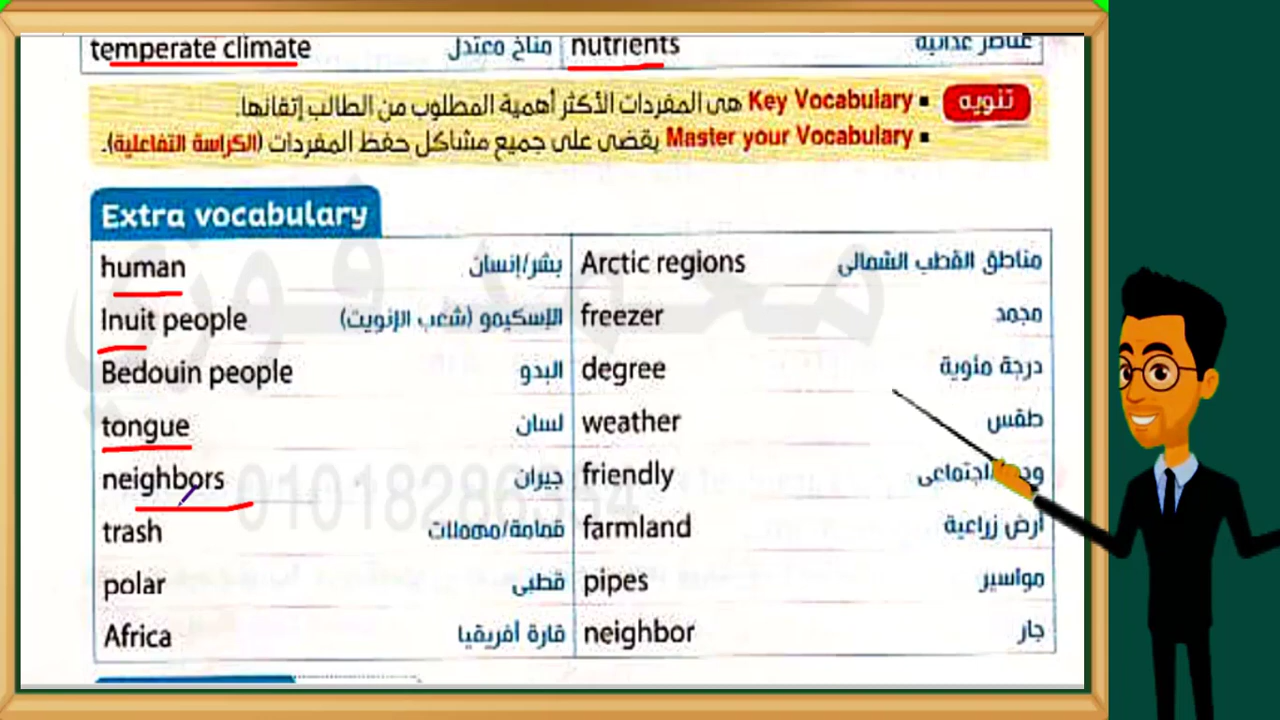 temperate climate مناخ معتدل nutrients عناصر غذائية
تنويه
▪ Key Vocabulary هى المفردات الأكثر أهمية المطلوب من الطالب إتقانها.
▪ Master your Vocabulary يقضى على جميع مشاكل حفظ المفردات (الكراسة التفاعلية).
Extra vocabulary
human بشر/إنسان Arctic regions مناطق القطب الشمالى
Inuit people الإسكيمو (شعب الإنويت) freezer مجمد
Bedouin people البدو degree درجة مئوية
tongue لسان weather طقس
neighbors جيران friendly
trash قمامة/مهملات farmland أرض زراعية
polar قطبى pipes مواسير
Africa قارة أفريقيا neighbor جار
محمد فوزي